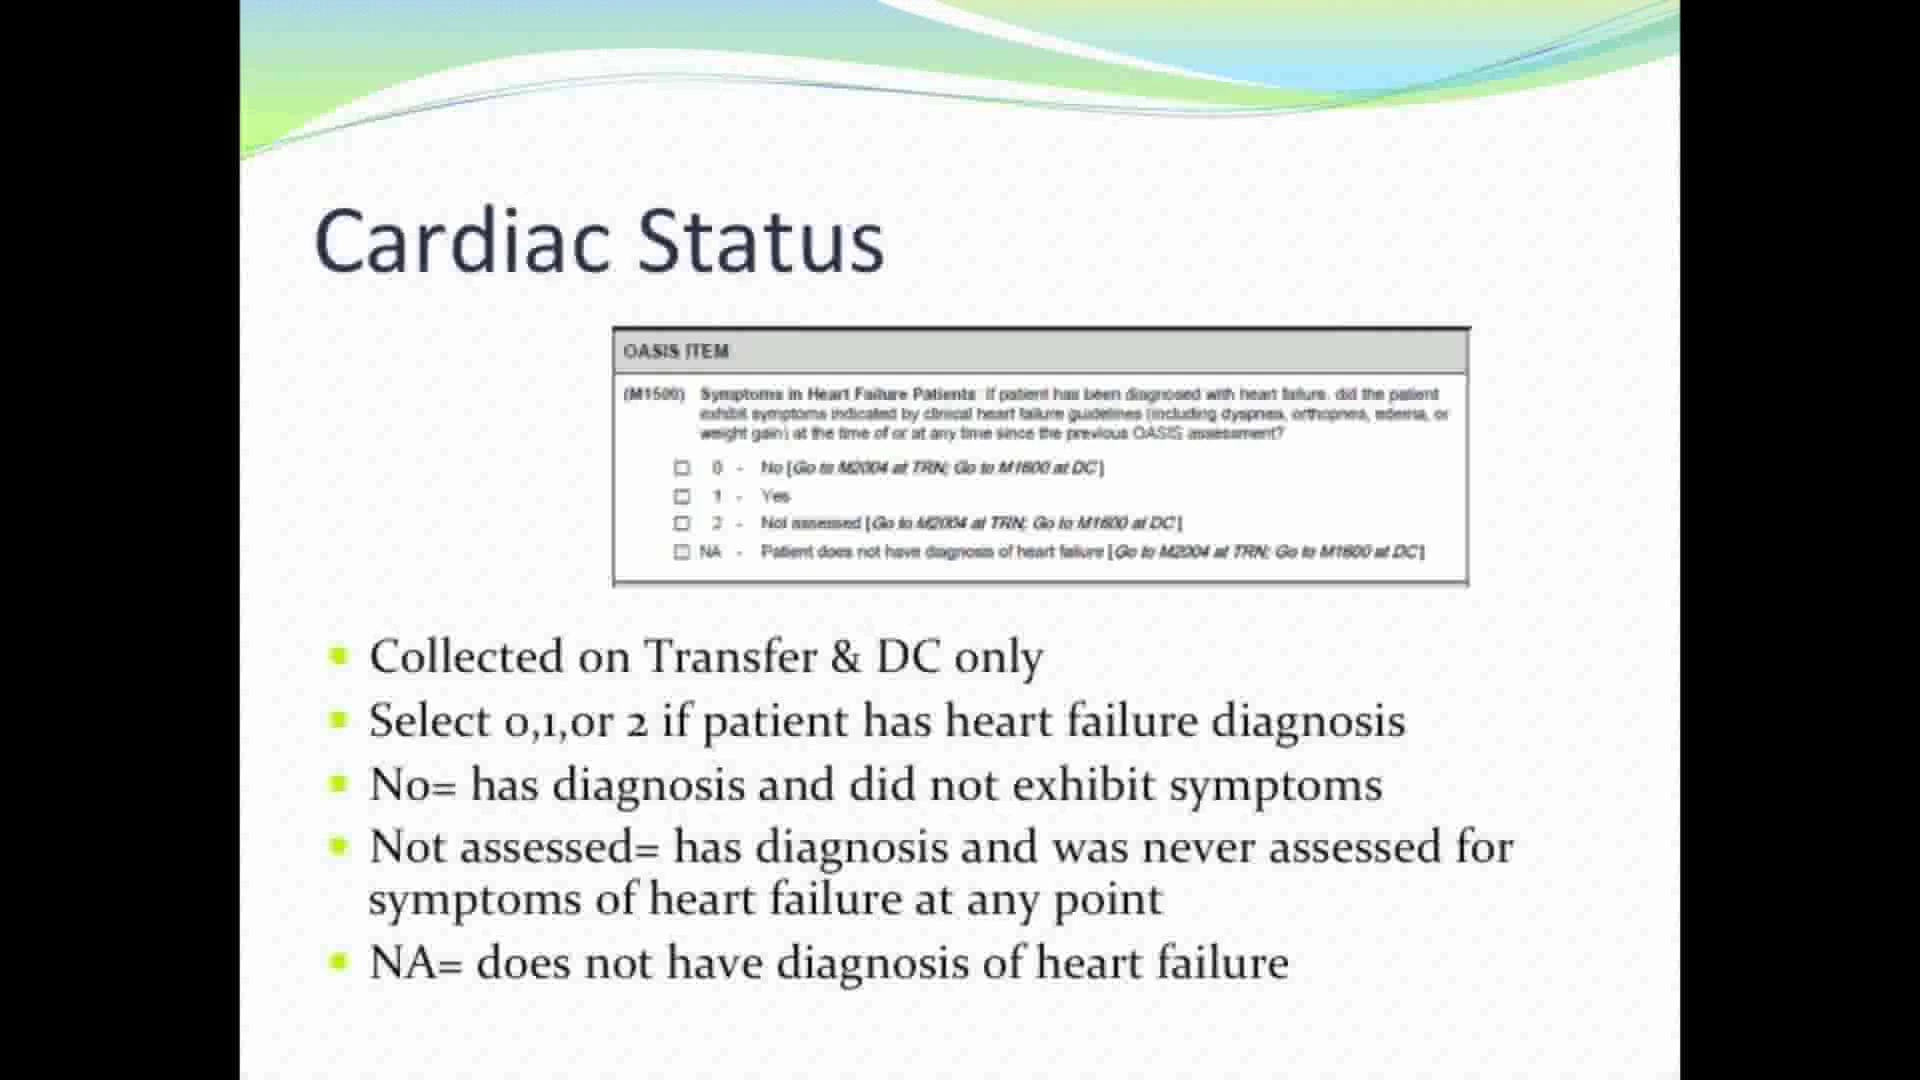 Cardiac Status
OASIS ITEM
(M1500) Symptoms in Heart Failure Patients: If patient has been diagnosed with heart failure, did the patient
exhibit symptoms indicated by clinical heart failure guidelines (including dyspnea, orthopnea, edema, or
weight gain) at the time of or at any time since the previous OASIS assessment?
0 - No [Go to M2004 at TRN; Go to M1600 at DC]
1 - Yes
2 - Not assessed [Go to M2004 at TRN; Go to M1600 at DC]
NA - Patient does not have diagnosis of heart failure [Go to M2004 at TRN; Go to M1600 at DC]
Collected on Transfer & DC only
Select 0,1,or 2 if patient has heart failure diagnosis
No= has diagnosis and did not exhibit symptoms
Not assessed= has diagnosis and was never assessed for
symptoms of heart failure at any point
NA= does not have diagnosis of heart failure